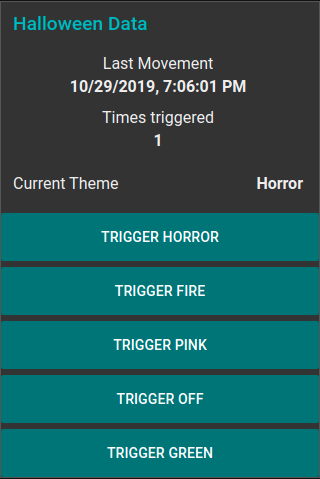 Halloween Data
Last Movement
10/29/2019, 7:06:01 PM
Times triggered
1
Current Theme Horror
TRIGGER HORROR
TRIGGER FIRE
TRIGGER PINK
TRIGGER OFF
TRIGGER GREEN